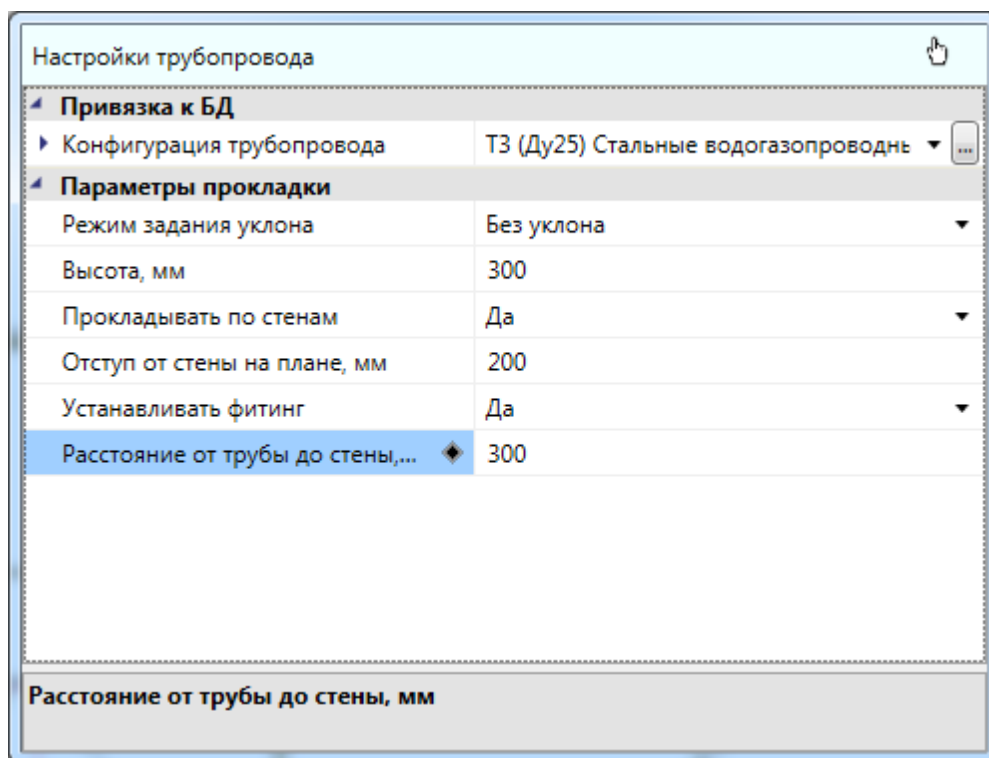 Настройки трубопровода
Привязка к БД
Конфигурация трубопровода Т3 (Ду25) Стальные водогазопроводнь ...
Параметры прокладки
Режим задания уклона Без уклона
Высота, мм 300
Прокладывать по стенам Да
Отступ от стены на плане, мм 200
Устанавливать фитинг Да
Расстояние от трубы до стены,... 300
Расстояние от трубы до стены, мм